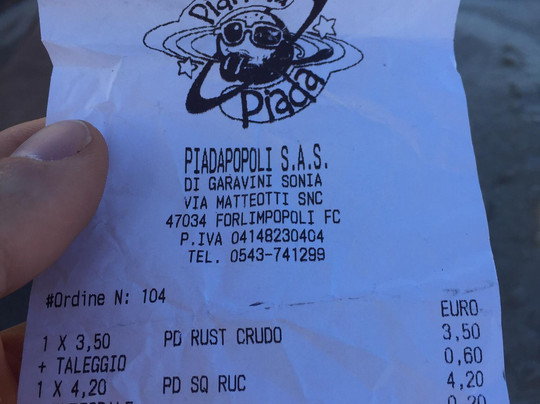 Piada
PIADAPOPOLI S.A.S.
DI GARAVINI SONIA
VIA MATTEOTTI SNC
47034 FORLIMPOPOLI FC
P.IVA 04148230404
TEL. 0543-741299
#Ordine N: 104
EURO
1 X 3,50 PD RUST CRUDO 3,50
+ TALEGGIO 0,60
1 X 4,20 PD SQ RUC 4,20